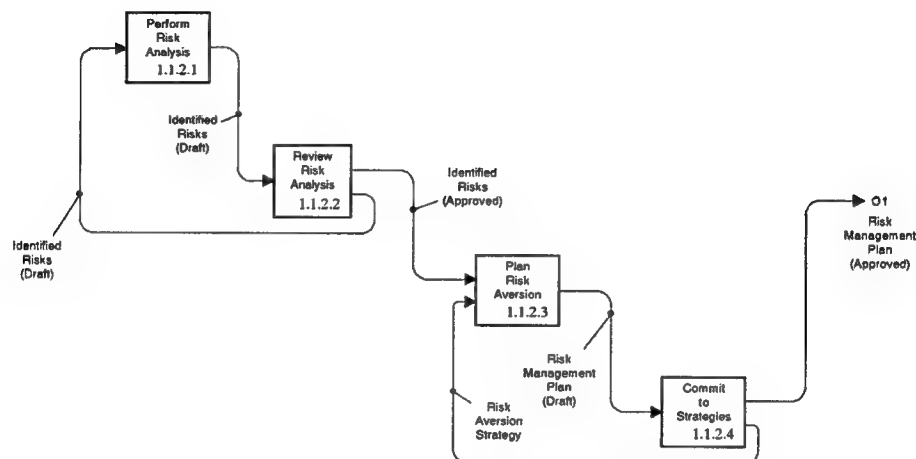 Perform
Risk
Analysis
1.1.2.1
Identified
Risks
(Draft)
Review
Risk
Analysis
1.1.2.2
Identified
Risks
(Approved)
Identified
Risks
(Draft)
O1
Risk
Management
Plan
(Approved)
Plan
Risk
Aversion
1.1.2.3
Risk
Management
Plan
(Draft)
Risk
Aversion
Strategy
Commit
to
Strategies
1.1.2.4